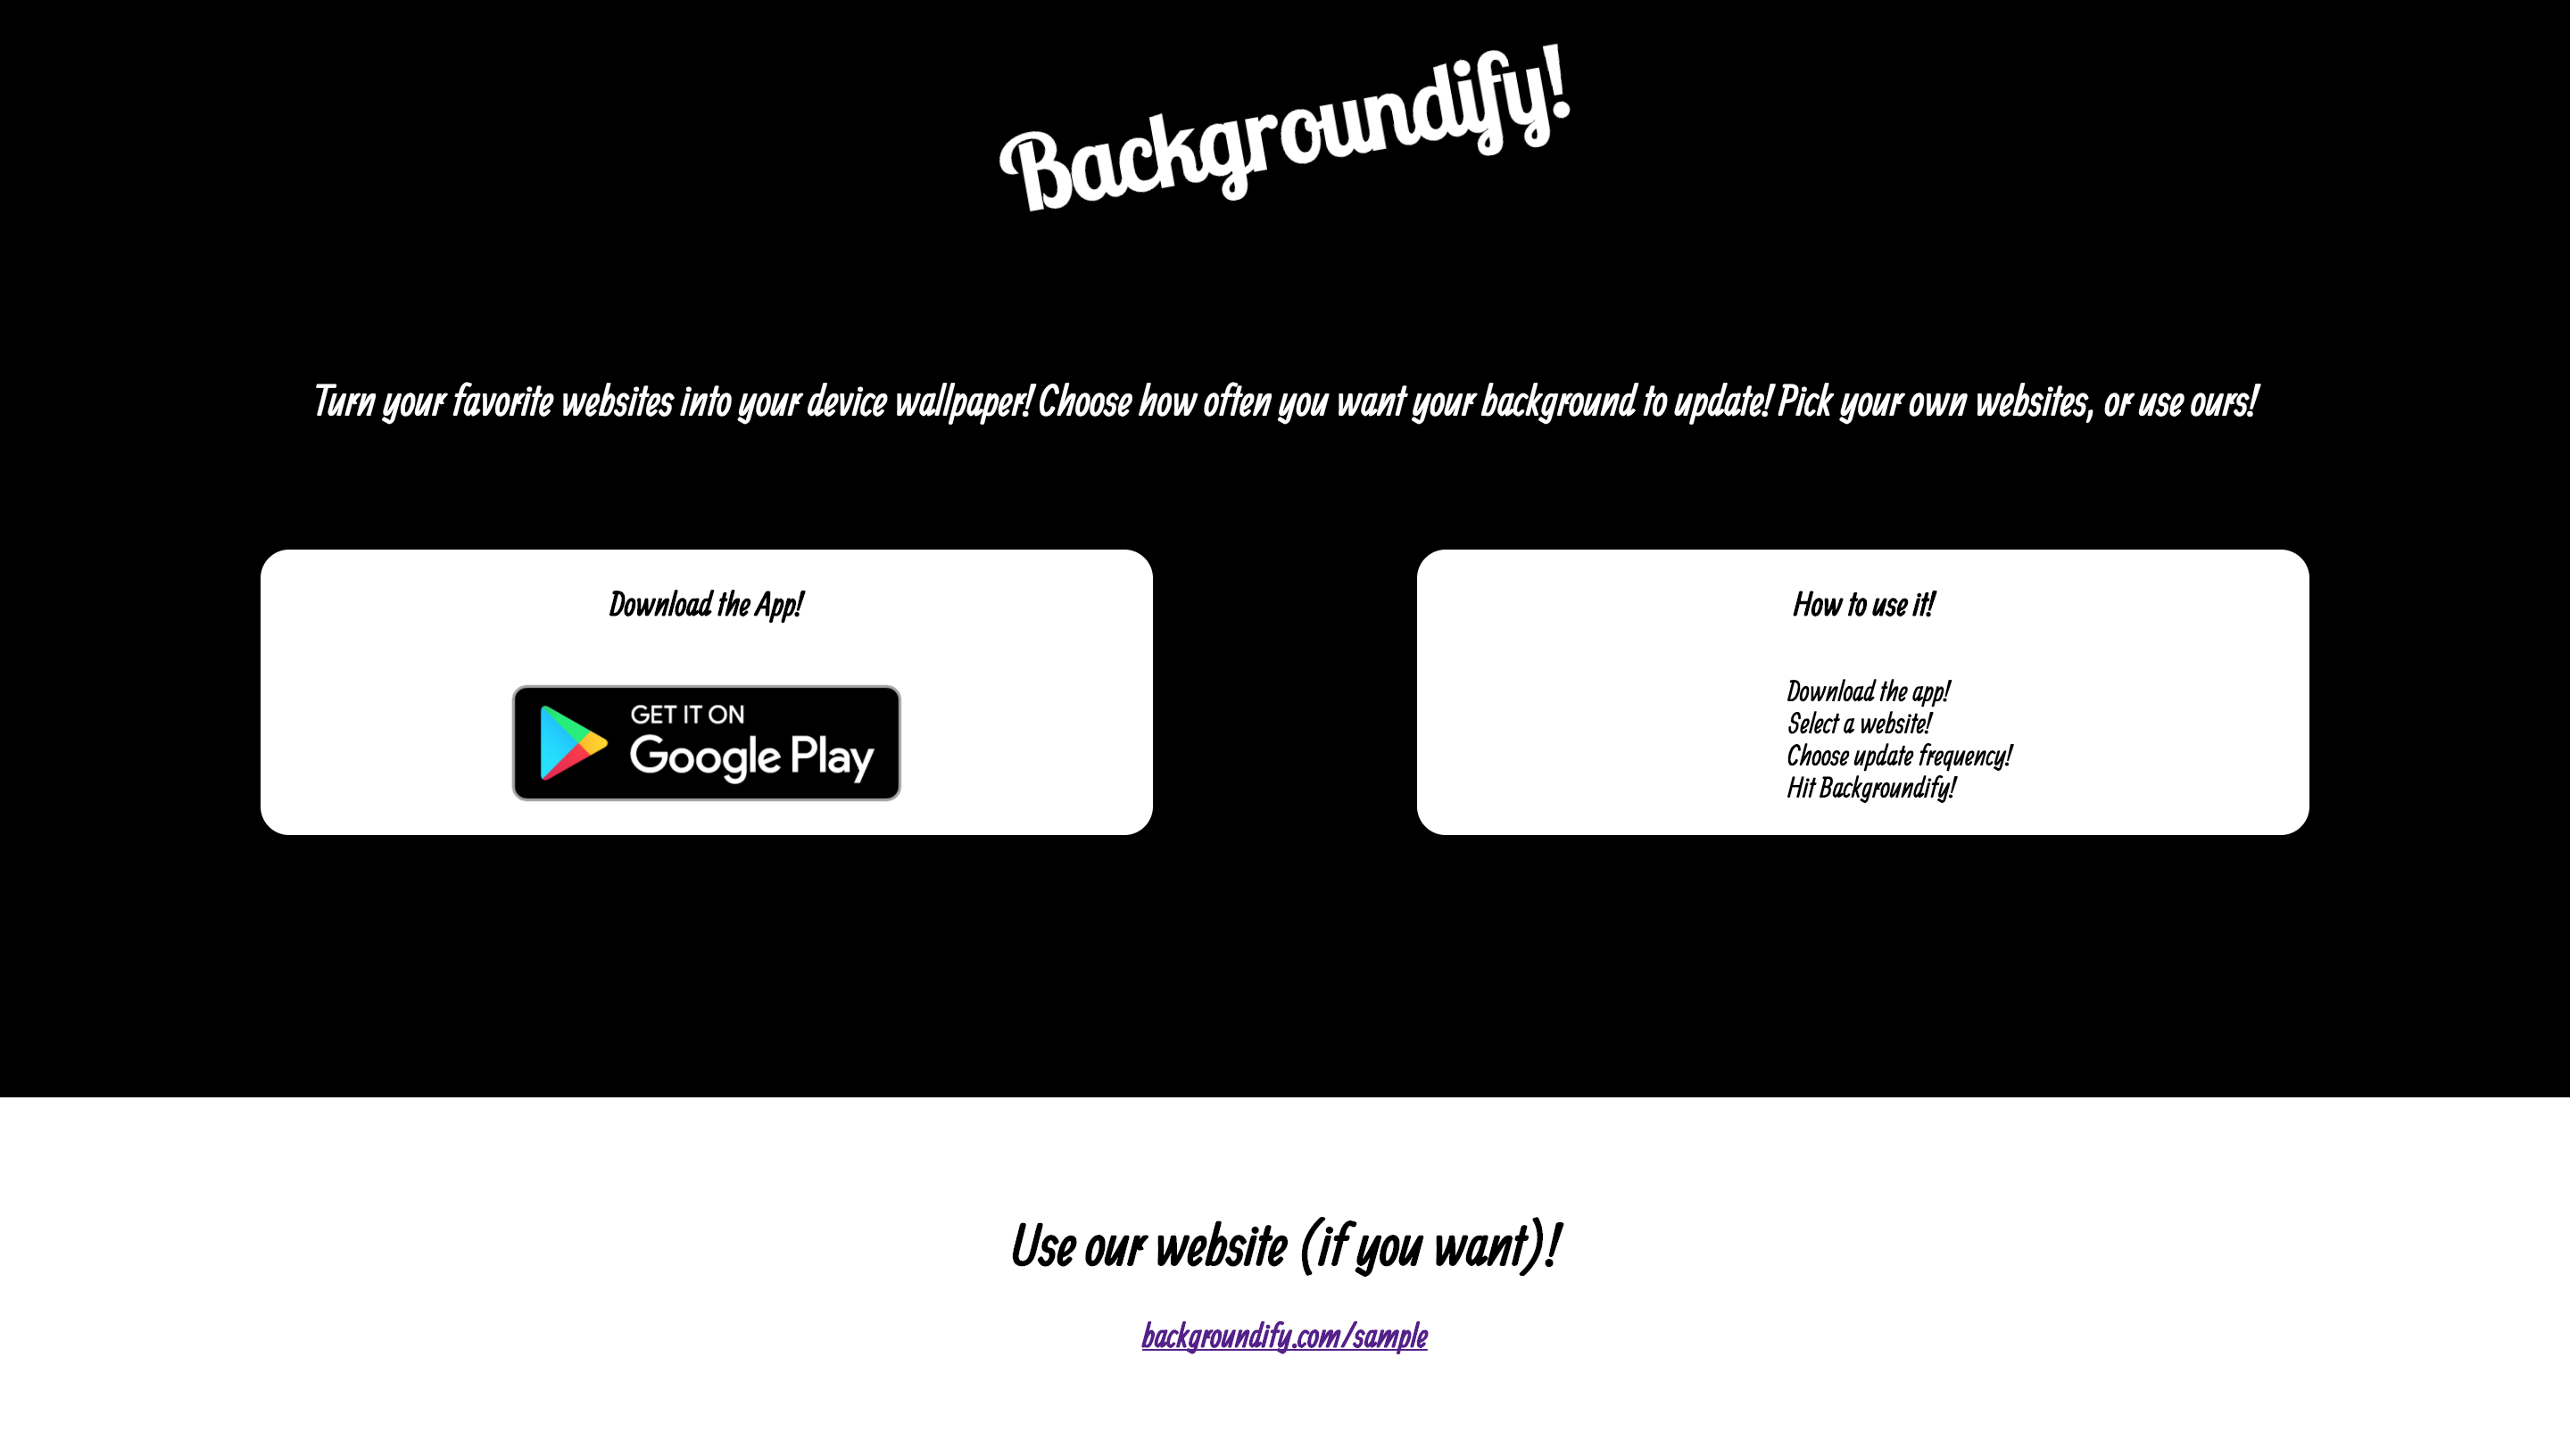 Backgroundify!
Turn your favorite websites into your device wallpaper! Choose how often you want your background to update! Pick your own websites, or use ours!
Download the App!
GET IT ON
Google Play
How to use it!
Download the app!
Select a website!
Choose update frequency!
Hit Backgroundify!
Use our website (if you want)!
backgroundify.com/sample